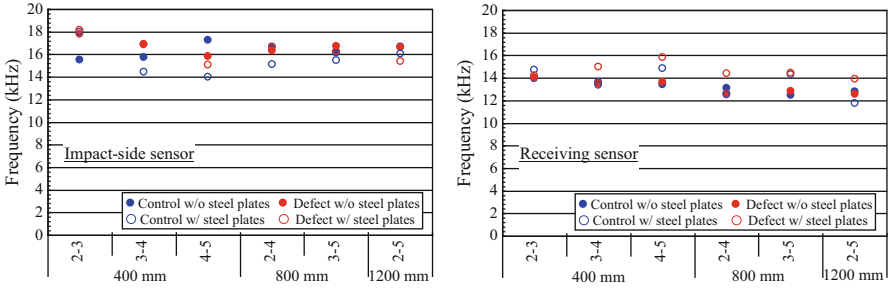 20
18
16
14
12
10
8
6
4
2
0
Frequency (kHz)
Impact-side sensor
Control w/o steel plates
Defect w/o steel plates
Control w/ steel plates
Defect w/ steel plates
2-3
3-4
4-5
2-4
3-5
2-5
400 mm
800 mm
1200 mm
20
18
16
14
12
10
8
6
4
2
0
Frequency (kHz)
Receiving sensor
Control w/o steel plates
Defect w/o steel plates
Control w/ steel plates
Defect w/ steel plates
2-3
3-4
4-5
2-4
3-5
2-5
400 mm
800 mm
1200 mm